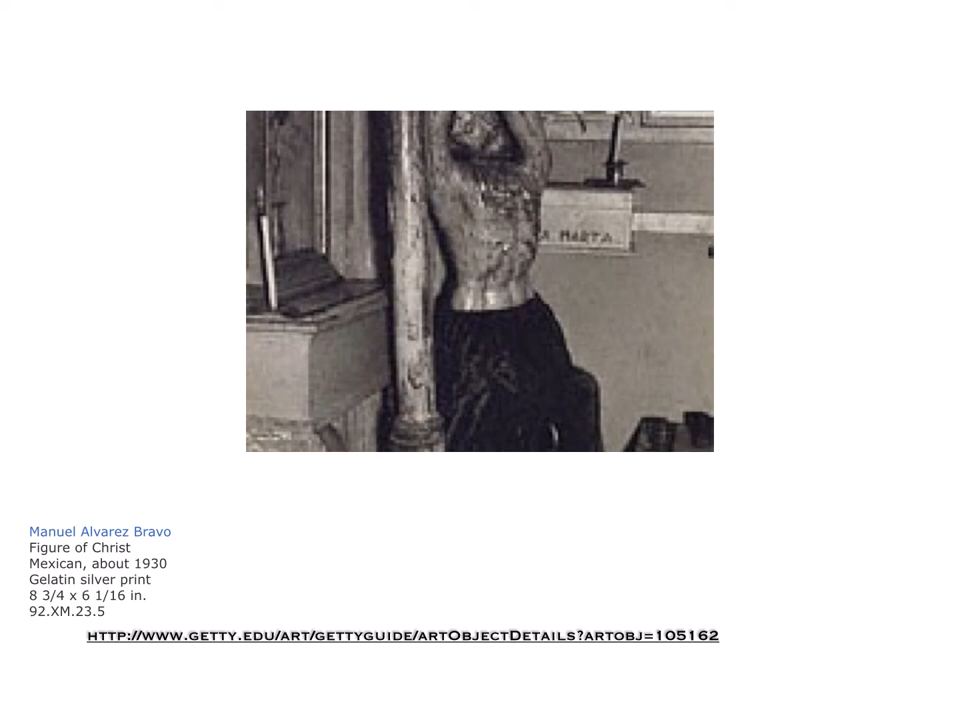 A MARTA.
Manuel Alvarez Bravo
Figure of Christ
Mexican, about 1930
Gelatin silver print
8 3/4 x 6 1/16 in.
92.XM.23.5
http://www.getty.edu/art/gettyguide/artObjectDetails?artobj=105162